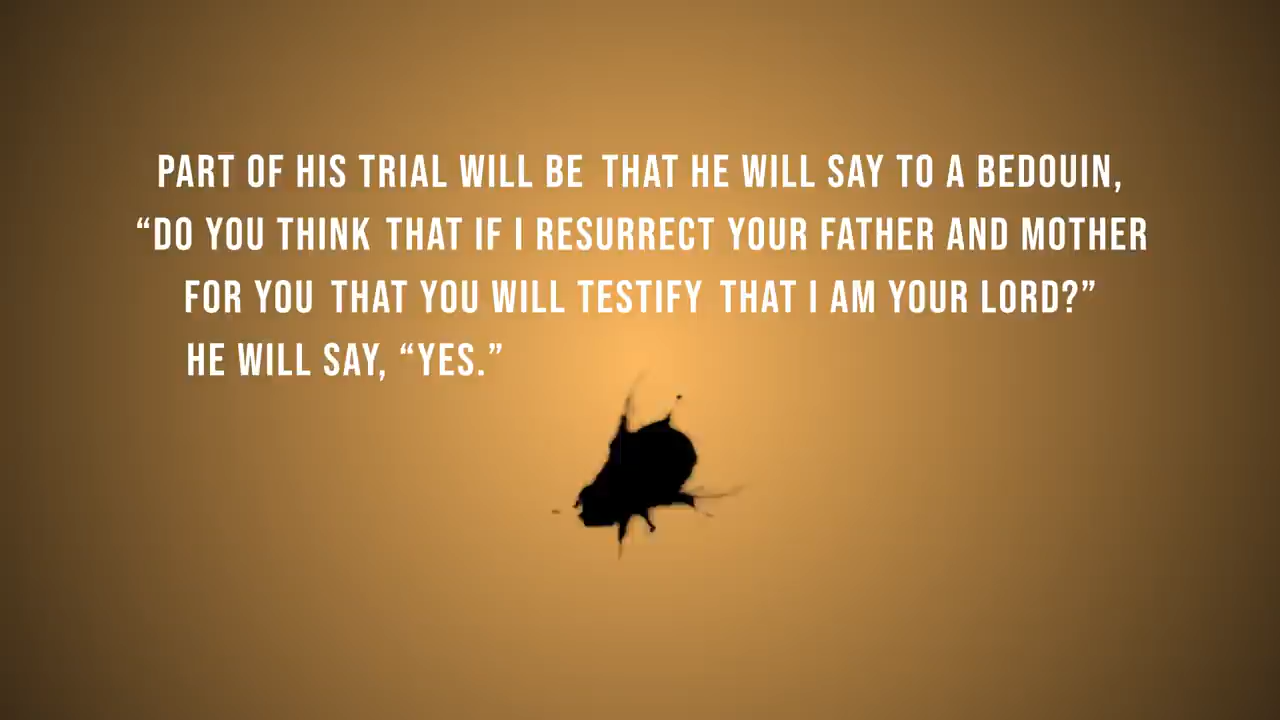 PART OF HIS TRIAL WILL BE THAT HE WILL SAY TO A BEDOUIN,
“DO YOU THINK THAT IF I RESURRECT YOUR FATHER AND MOTHER
FOR YOU THAT YOU WILL TESTIFY THAT I AM YOUR LORD?”
HE WILL SAY, “YES.”